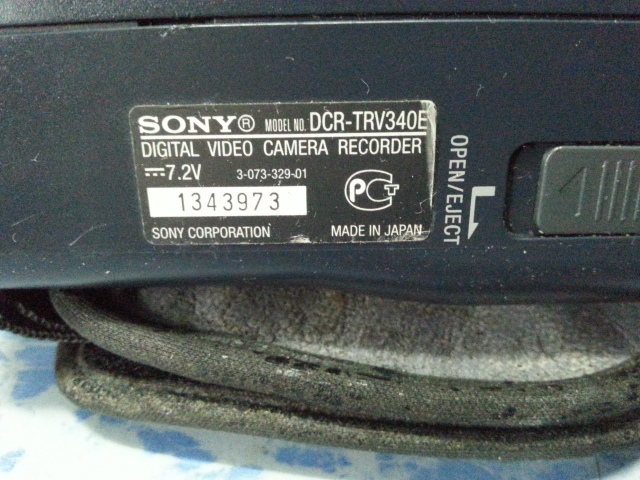 SONY® MODEL NO. DCR-TRV340E
DIGITAL VIDEO CAMERA RECORDER
7.2V 3-073-329-01
1343973
PCT
SONY CORPORATION MADE IN JAPAN
OPEN/EJECT